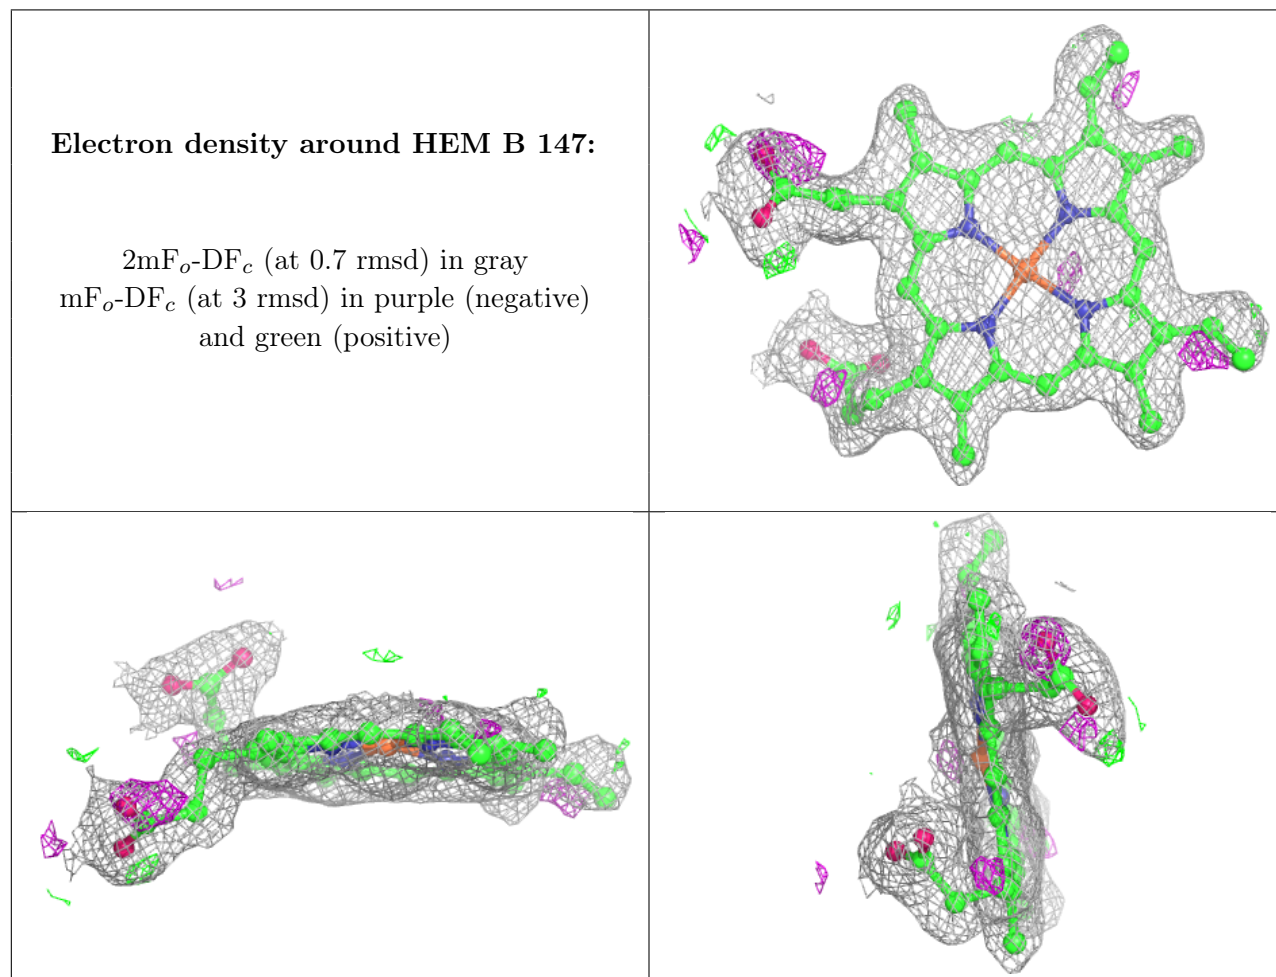 Electron density around HEM B 147:
2mFₒ-DF𝒸 (at 0.7 rmsd) in gray
mFₒ-DF𝒸 (at 3 rmsd) in purple (negative)
and green (positive)